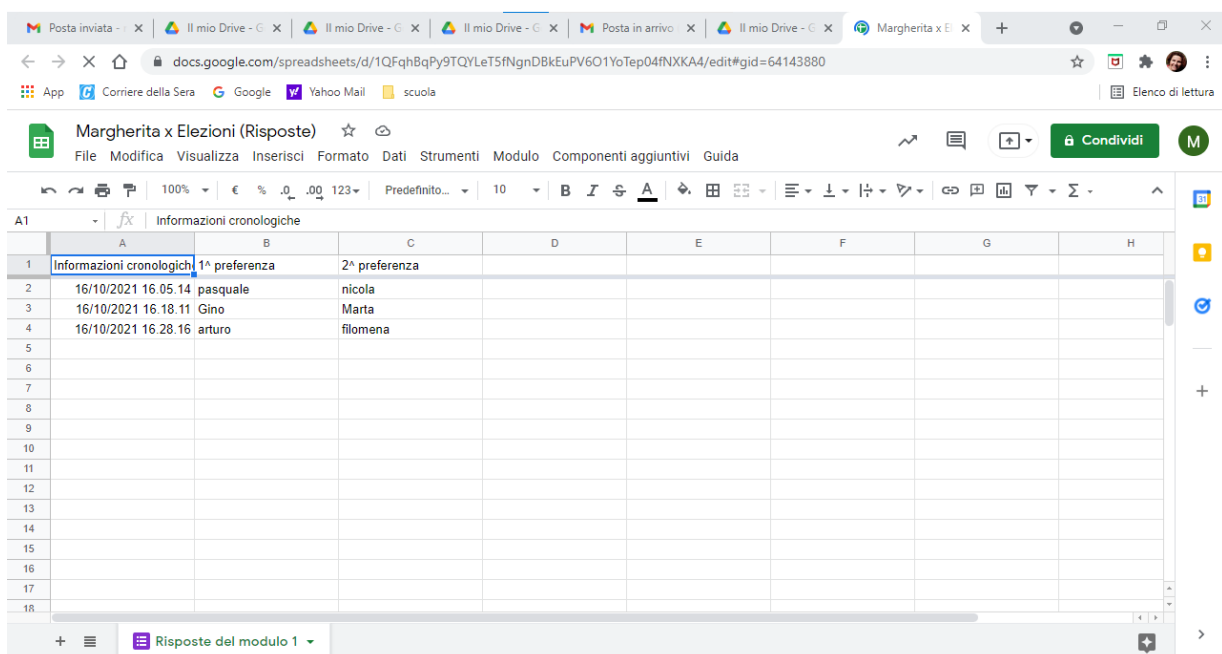 Posta inviata - Il mio Drive - G Il mio Drive - G Il mio Drive - G Posta in arrivo Il mio Drive - G Margherita x El
docs.google.com/spreadsheets/d/1QFqhBqPy9TQYLeT5fNgnDBkEuPV6O1YoTep04fNXKA4/edit#gid=64143880
App Corriere della Sera Google Yahoo Mail scuola Elenco di lettura
Margherita x Elezioni (Risposte)
File Modifica Visualizza Inserisci Formato Dati Strumenti Modulo Componenti aggiuntivi Guida
Condividi
M
100% € % .0 .00 123 Predefinito... 10 B I S A
31
A1 fx Informazioni cronologiche
A B C D E F G H
1 Informazioni cronologich 1^ preferenza 2^ preferenza
2 16/10/2021 16.05.14 pasquale nicola
3 16/10/2021 16.18.11 Gino Marta
4 16/10/2021 16.28.16 arturo filomena
5
6
7
8
9
10
11
12
13
14
15
16
17
18
Risposte del modulo 1